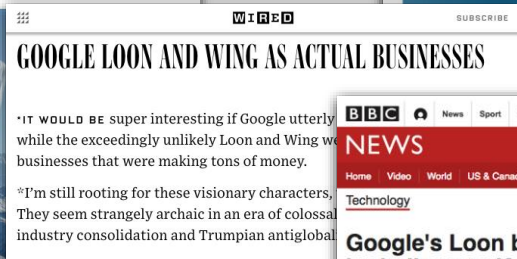 WIRED
SUBSCRIBE
GOOGLE LOON AND WING AS ACTUAL BUSINESSES
*IT WOULD BE super interesting if Google utterly
while the exceedingly unlikely Loon and Wing
businesses that were making tons of money.
*I'm still rooting for these visionary characters,
They seem strangely archaic in an era of colossal
industry consolidation and Trumpian
BBC
News
Sport
NEWS
Home
Video
World
US &
Technology
Google's Loon